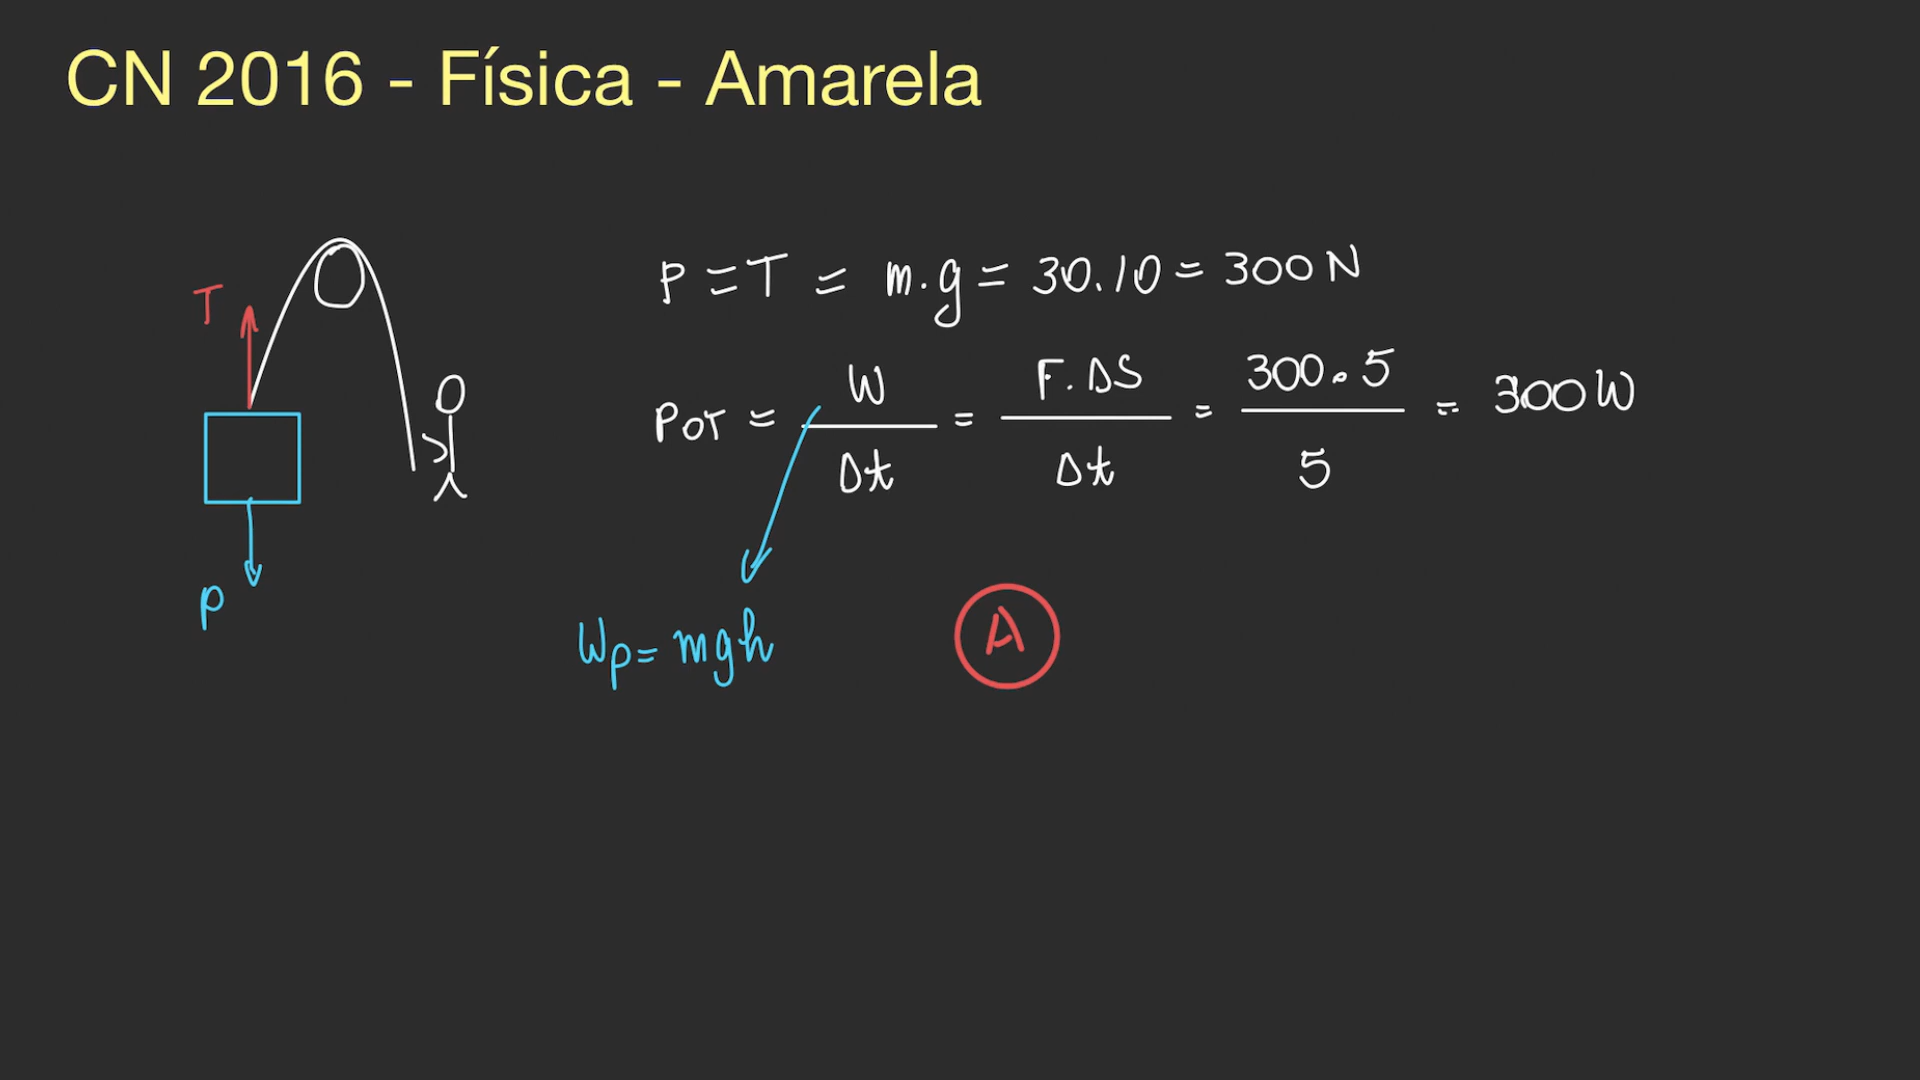 CN 2016 - Física - Amarela
T
P
P = T = m.g = 30.10 = 300 N
POT = W / Δt = F.ΔS / Δt = 300.5 / 5 = 300 W
Wp = mgh
A